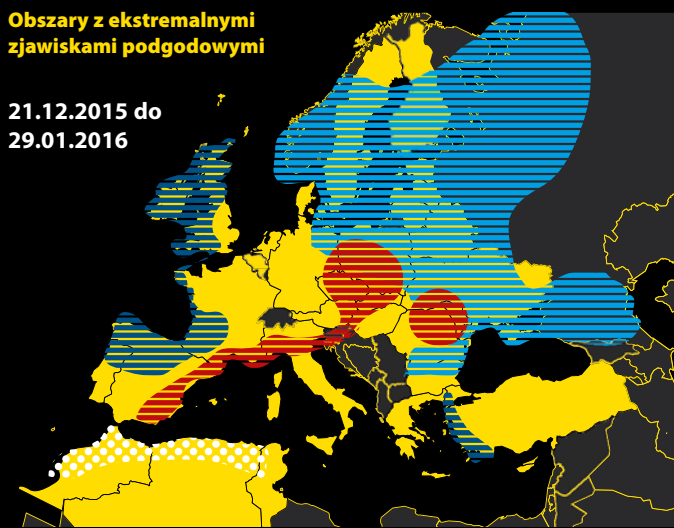 Obszary z ekstremalnymi
zjawiskami podgodowymi
21.12.2015 do
29.01.2016